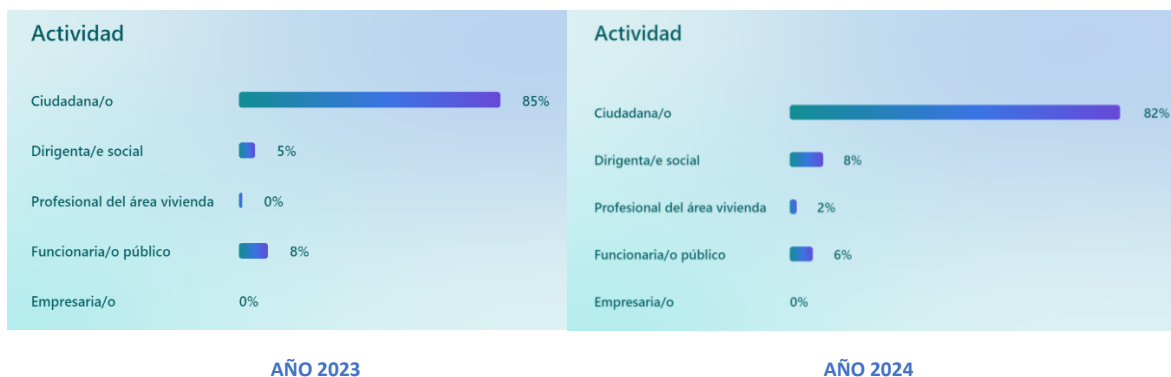 Actividad
Ciudadana/o 85%
Dirigenta/e social 5%
Profesional del área vivienda 0%
Funcionaria/o público 8%
Empresaria/o 0%
AÑO 2023
Actividad
Ciudadana/o 82%
Dirigenta/e social 8%
Profesional del área vivienda 2%
Funcionaria/o público 6%
Empresaria/o 0%
AÑO 2024